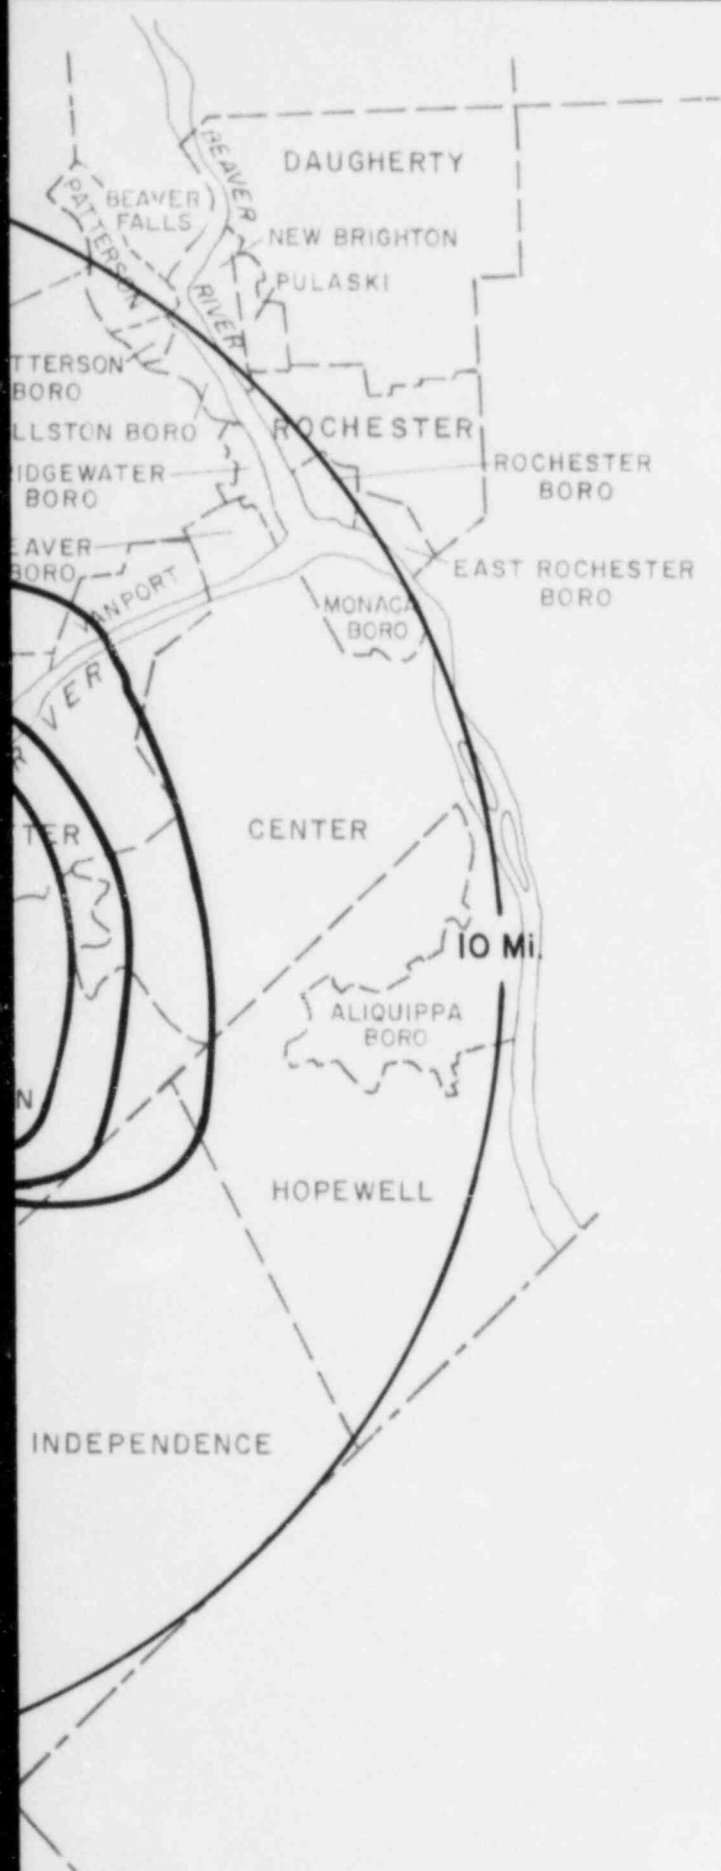 BEAVER
RIVER
DAUGHERTY
PATTERSON
BEAVER
FALLS
NEW BRIGHTON
PULASKI
TTERSON
BORO
LLSTON BORO
ROCHESTER
IDGEWATER
BORO
ROCHESTER
BORO
EAVER
BORO
VANPORT
EAST ROCHESTER
BORO
MONACA
BORO
VER
R
TER
CENTER
10 Mi.
ALIQUIPPA
BORO
N
HOPEWELL
INDEPENDENCE